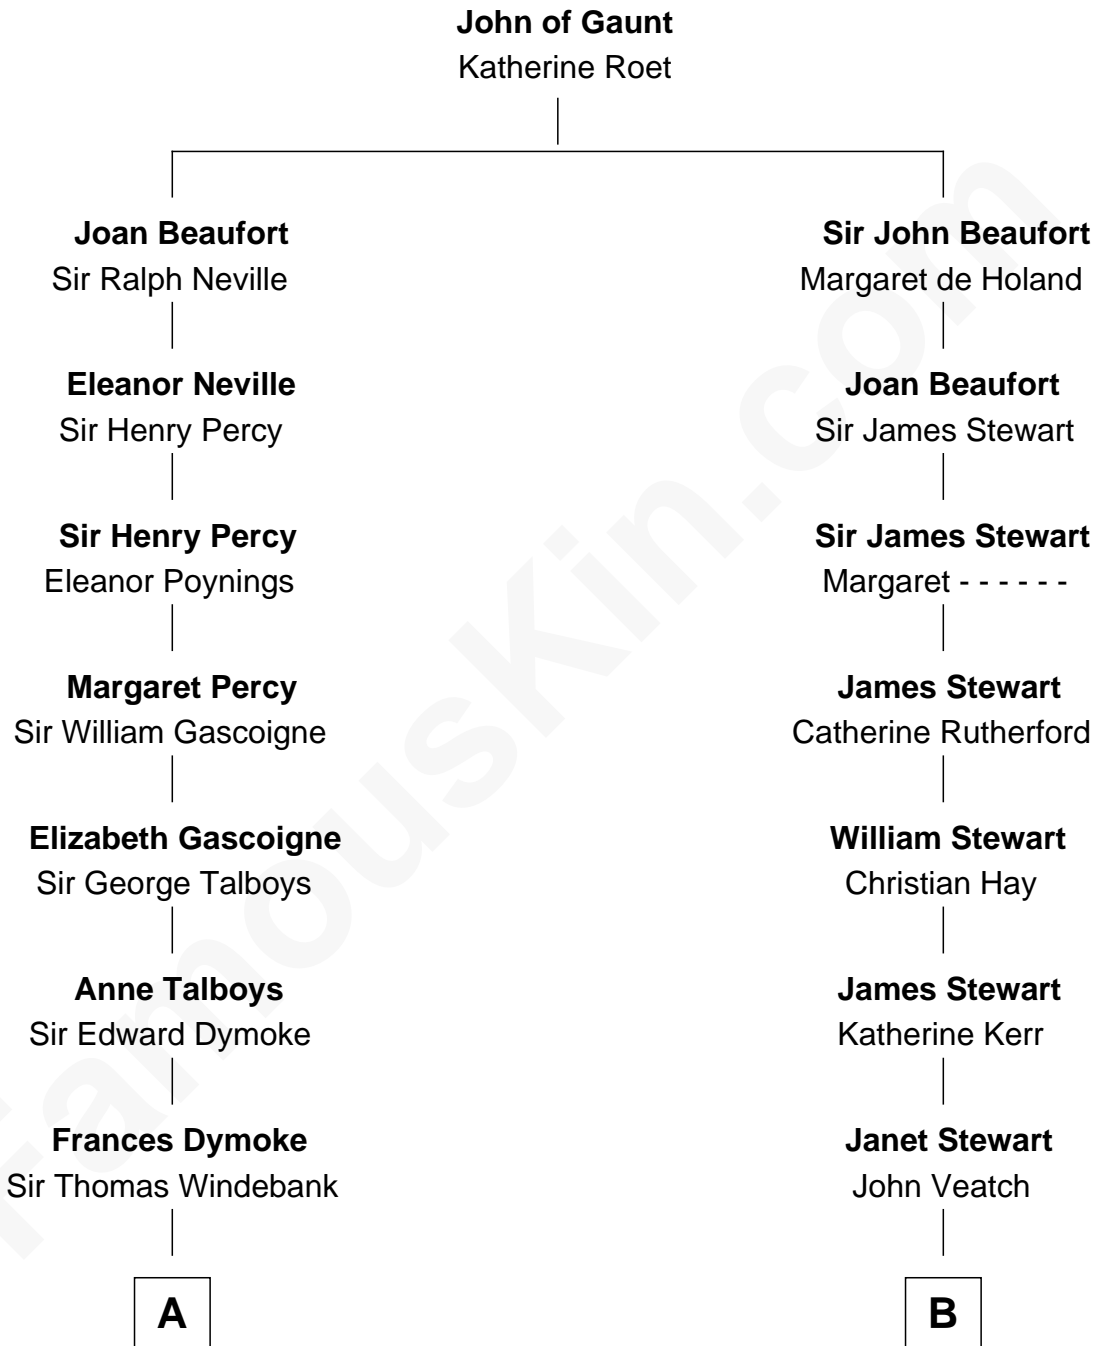 John of Gaunt
Katherine Roet
Joan Beaufort
Sir Ralph Neville
Eleanor Neville
Sir Henry Percy
Sir Henry Percy
Eleanor Poynings
Margaret Percy
Sir William Gascoigne
Elizabeth Gascoigne
Sir George Talboys
Anne Talboys
Sir Edward Dymoke
Frances Dymoke
Sir Thomas Windebank
A
Sir John Beaufort
Margaret de Holand
Joan Beaufort
Sir James Stewart
Sir James Stewart
Margaret - - - - - -
James Stewart
Catherine Rutherford
William Stewart
Christian Hay
James Stewart
Katherine Kerr
Janet Stewart
John Veatch
B
FamousKin.com